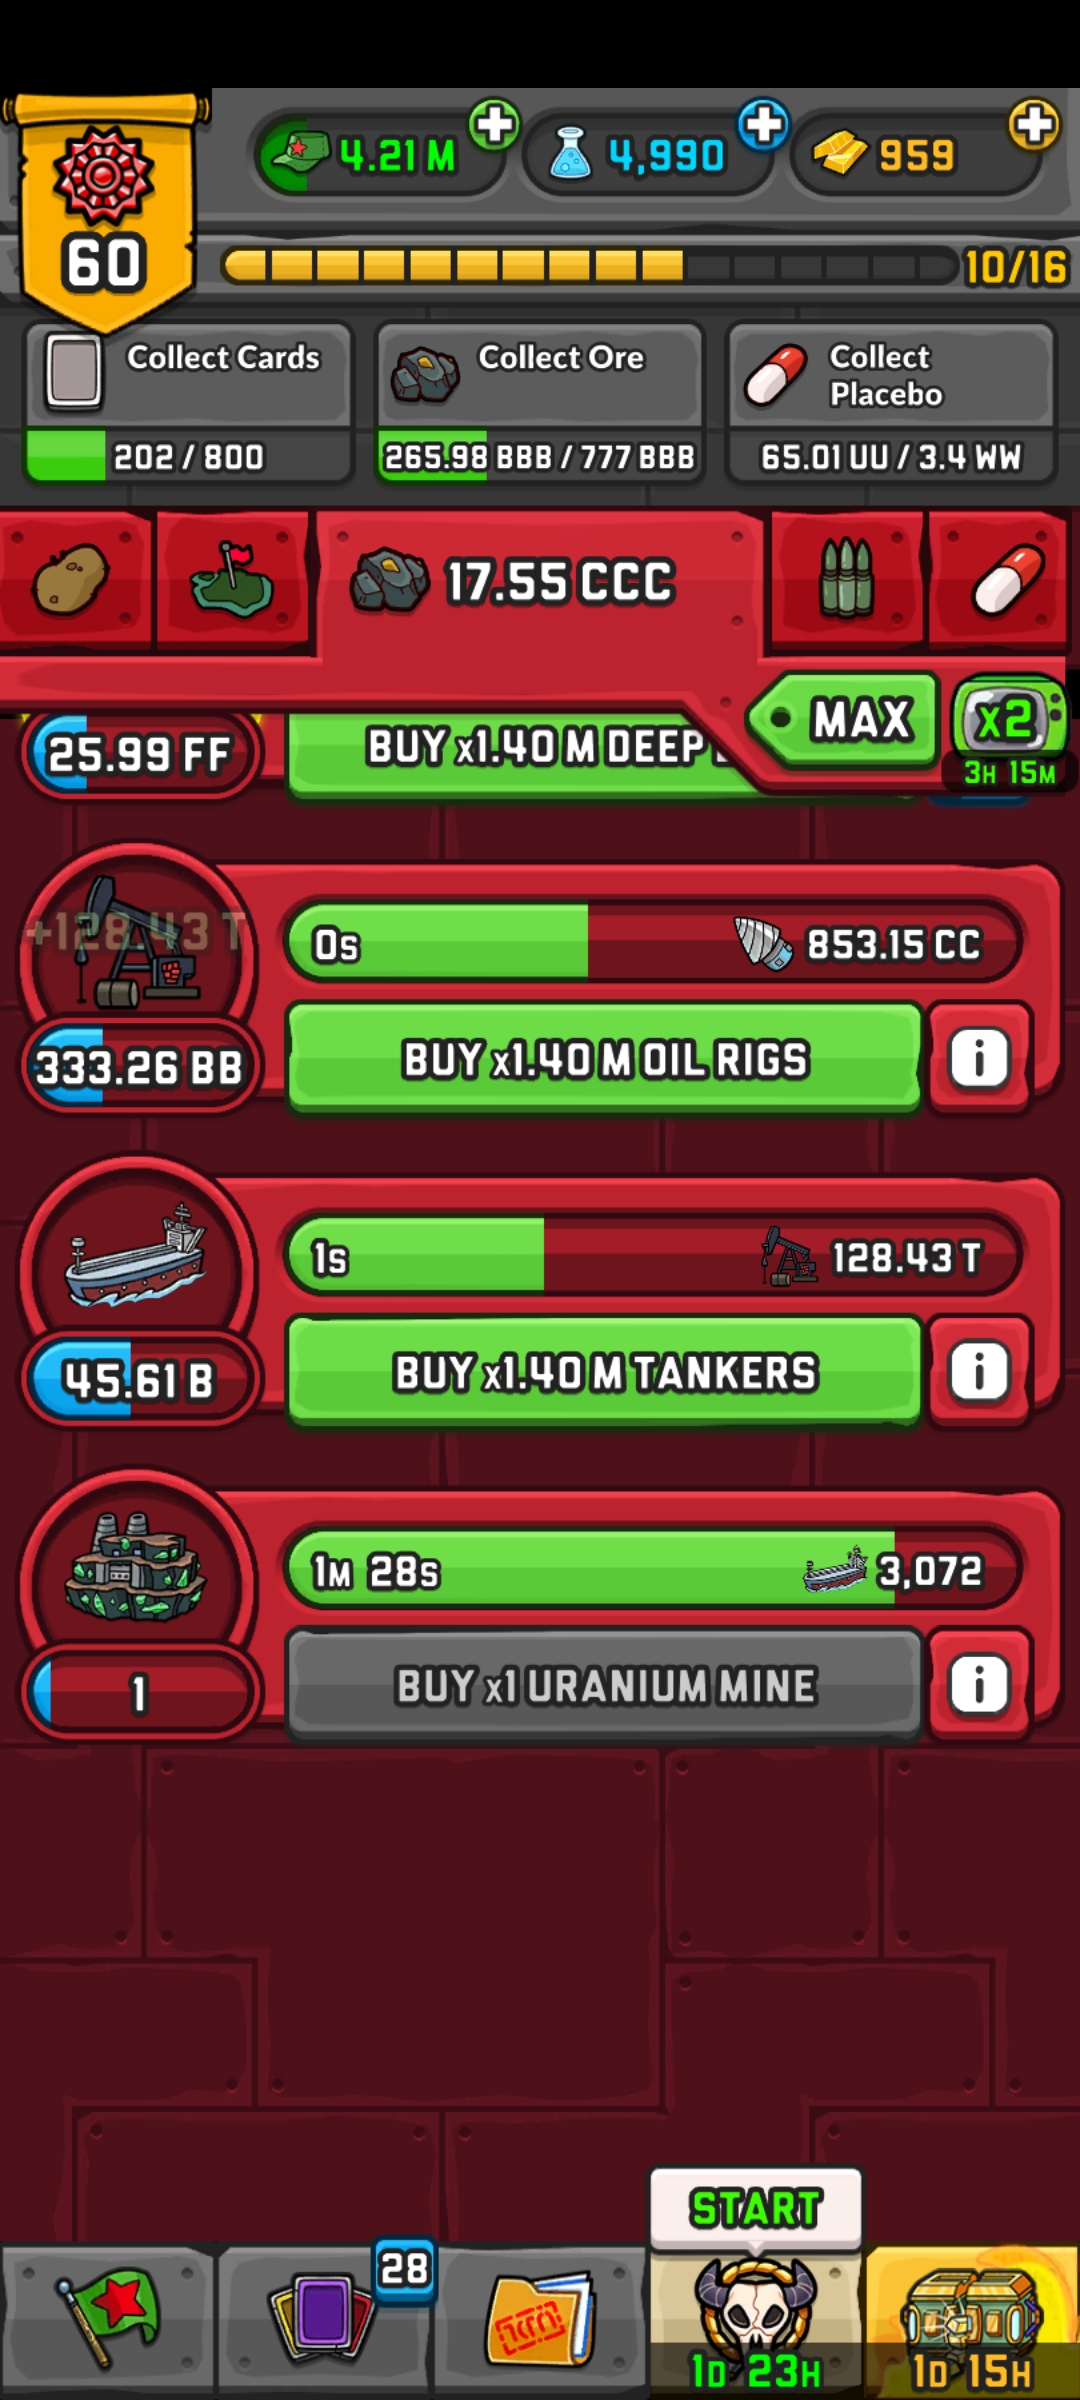 4.21 M
4,990
959
60
10/16
Collect Cards
202 / 800
Collect Ore
265.98 BBB / 777 BBB
Collect
Placebo
65.01 UU / 3.4 WW
17.55 CCC
MAX
x2
3H 15M
25.99 FF
BUY x1.40 M DEEP
+128.43 T
0s
853.15 CC
333.26 BB
BUY x1.40 M OIL RIGS
i
1s
128.43 T
45.61 B
BUY x1.40 M TANKERS
i
1M 28s
3,072
1
BUY x1 URANIUM MINE
i
START
28
1D 23H
1D 15H